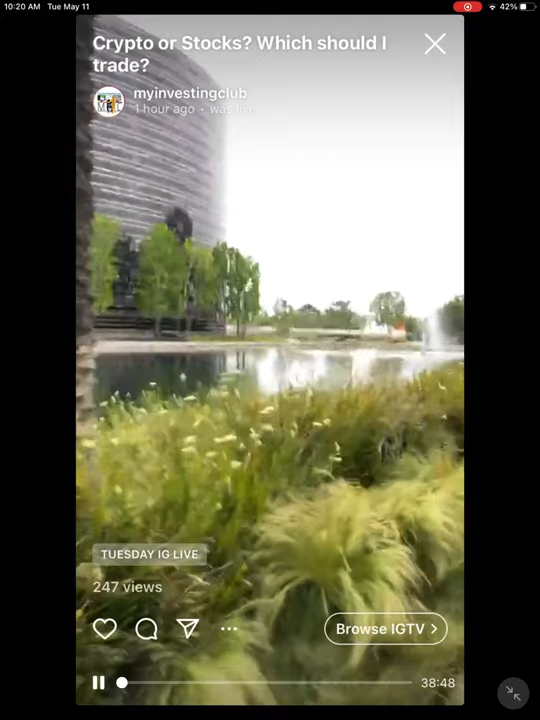 10:20 AM Tue May 11
42%
Crypto or Stocks? Which should I
trade?
myinvestingclub
1 hour ago • was live
TUESDAY IG LIVE
247 views
Browse IGTV >
38:48